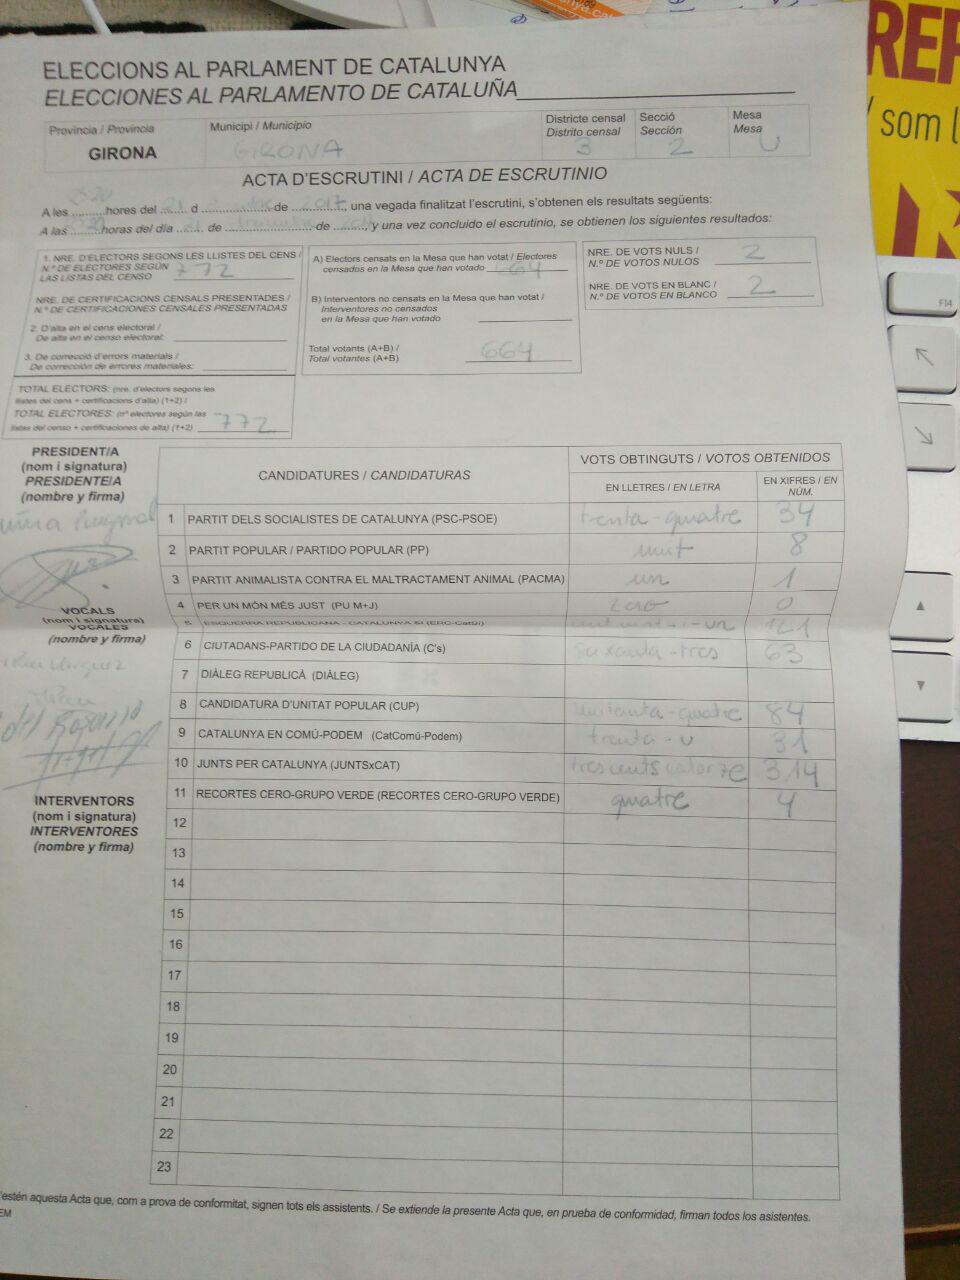 REF
/ som l
F14
ELECCIONS AL PARLAMENT DE CATALUNYA
ELECCIONES AL PARLAMENTO DE CATALUÑA
Provincia / Provincia
GIRONA
Municipi / Municipio
GIRONA
Districte censal
Distrito censal
3
Secció
Sección
2
Mesa
Mesa
U
ACTA D'ESCRUTINI / ACTA DE ESCRUTINIO
A les ........... hores del 21 d .................. de 2017, una vegada finalitzat l'escrutini, s'obtenen els resultats següents:
A las ........... horas del día ........ de .................. de ........, y una vez concluido el escrutinio, se obtienen los siguientes resultados:
1. NRE. D'ELECTORS SEGONS LES LLISTES DEL CENS /
N.º DE ELECTORES SEGÚN
LAS LISTAS DEL CENSO 772
NRE. DE CERTIFICACIONS CENSALS PRESENTADES /
N.º DE CERTIFICACIONES CENSALES PRESENTADAS
2. D'alta en el cens electoral /
De alta en el censo electoral:
3. De correcció d'errors materials /
De corrección de errores materiales:
TOTAL ELECTORS: (nre. d'electors segons les
llistes del cens + certificacions d'alta) (1+2) /
TOTAL ELECTORES: (nº electores según las
listas del censo + certificaciones de alta) (1+2) 772
A) Electors censats en la Mesa que han votat / Electores
censados en la Mesa que han votado 664
B) Interventors no censats en la Mesa que han votat /
Interventores no censados
en la Mesa que han votado
Total votants (A+B) /
Total votantes (A+B) 664
NRE. DE VOTS NULS /
N.º DE VOTOS NULOS 2
NRE. DE VOTS EN BLANC /
N.º DE VOTOS EN BLANCO 2
PRESIDENT/A
(nom i signatura)
PRESIDENTE/A
(nombre y firma)
VOCALS
(nom i signatura)
VOCALES
(nombre y firma)
INTERVENTORS
(nom i signatura)
INTERVENTORES
(nombre y firma)
CANDIDATURES / CANDIDATURAS
VOTS OBTINGUTS / VOTOS OBTENIDOS
EN LLETRES / EN LETRA
EN XIFRES / EN NÚM.
1 PARTIT DELS SOCIALISTES DE CATALUNYA (PSC-PSOE) trenta-quatre 34
2 PARTIT POPULAR / PARTIDO POPULAR (PP) vuit 8
3 PARTIT ANIMALISTA CONTRA EL MALTRACTAMENT ANIMAL (PACMA) un 1
4 PER UN MÓN MÉS JUST (PU M+J) zero 0
5 ESQUERRA REPUBLICANA - CATALUNYA SÍ (ERC-CatSí) cent vint-i-un 121
6 CIUTADANS-PARTIDO DE LA CIUDADANÍA (C's) seixanta-tres 63
7 DIÀLEG REPUBLICÀ (DIÀLEG)
8 CANDIDATURA D'UNITAT POPULAR (CUP) vuitanta-quatre 84
9 CATALUNYA EN COMÚ-PODEM (CatComú-Podem) trenta-u 31
10 JUNTS PER CATALUNYA (JUNTSxCAT) trescents catorze 314
11 RECORTES CERO-GRUPO VERDE (RECORTES CERO-GRUPO VERDE) quatre 4
12
13
14
15
16
17
18
19
20
21
22
23
'estén aquesta Acta que, com a prova de conformitat, signen tots els assistents. / Se extiende la presente Acta que, en prueba de conformidad, firman todos los asistentes.
EM